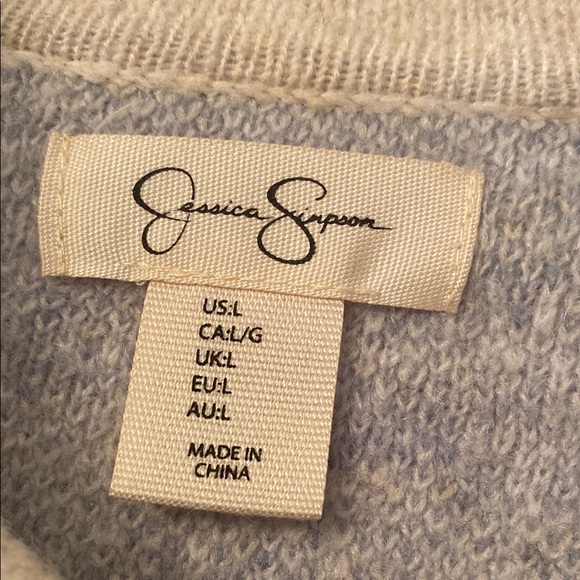 Jessica Simpson
US:L
CA:L/G
UK:L
EU:L
AU:L
MADE IN
CHINA